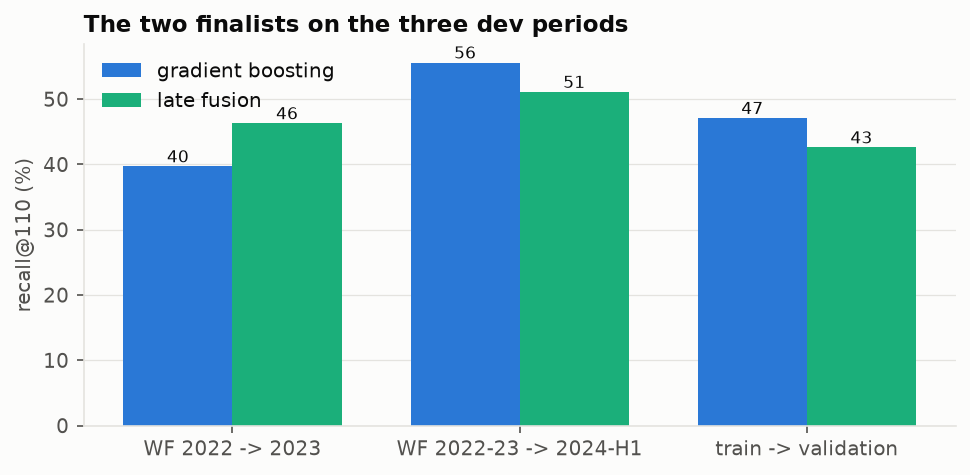 The two finalists on the three dev periods
gradient boosting
late fusion
recall@110 (%)
50
40
30
20
10
0
40
46
56
51
47
43
WF 2022 -> 2023
WF 2022-23 -> 2024-H1
train -> validation